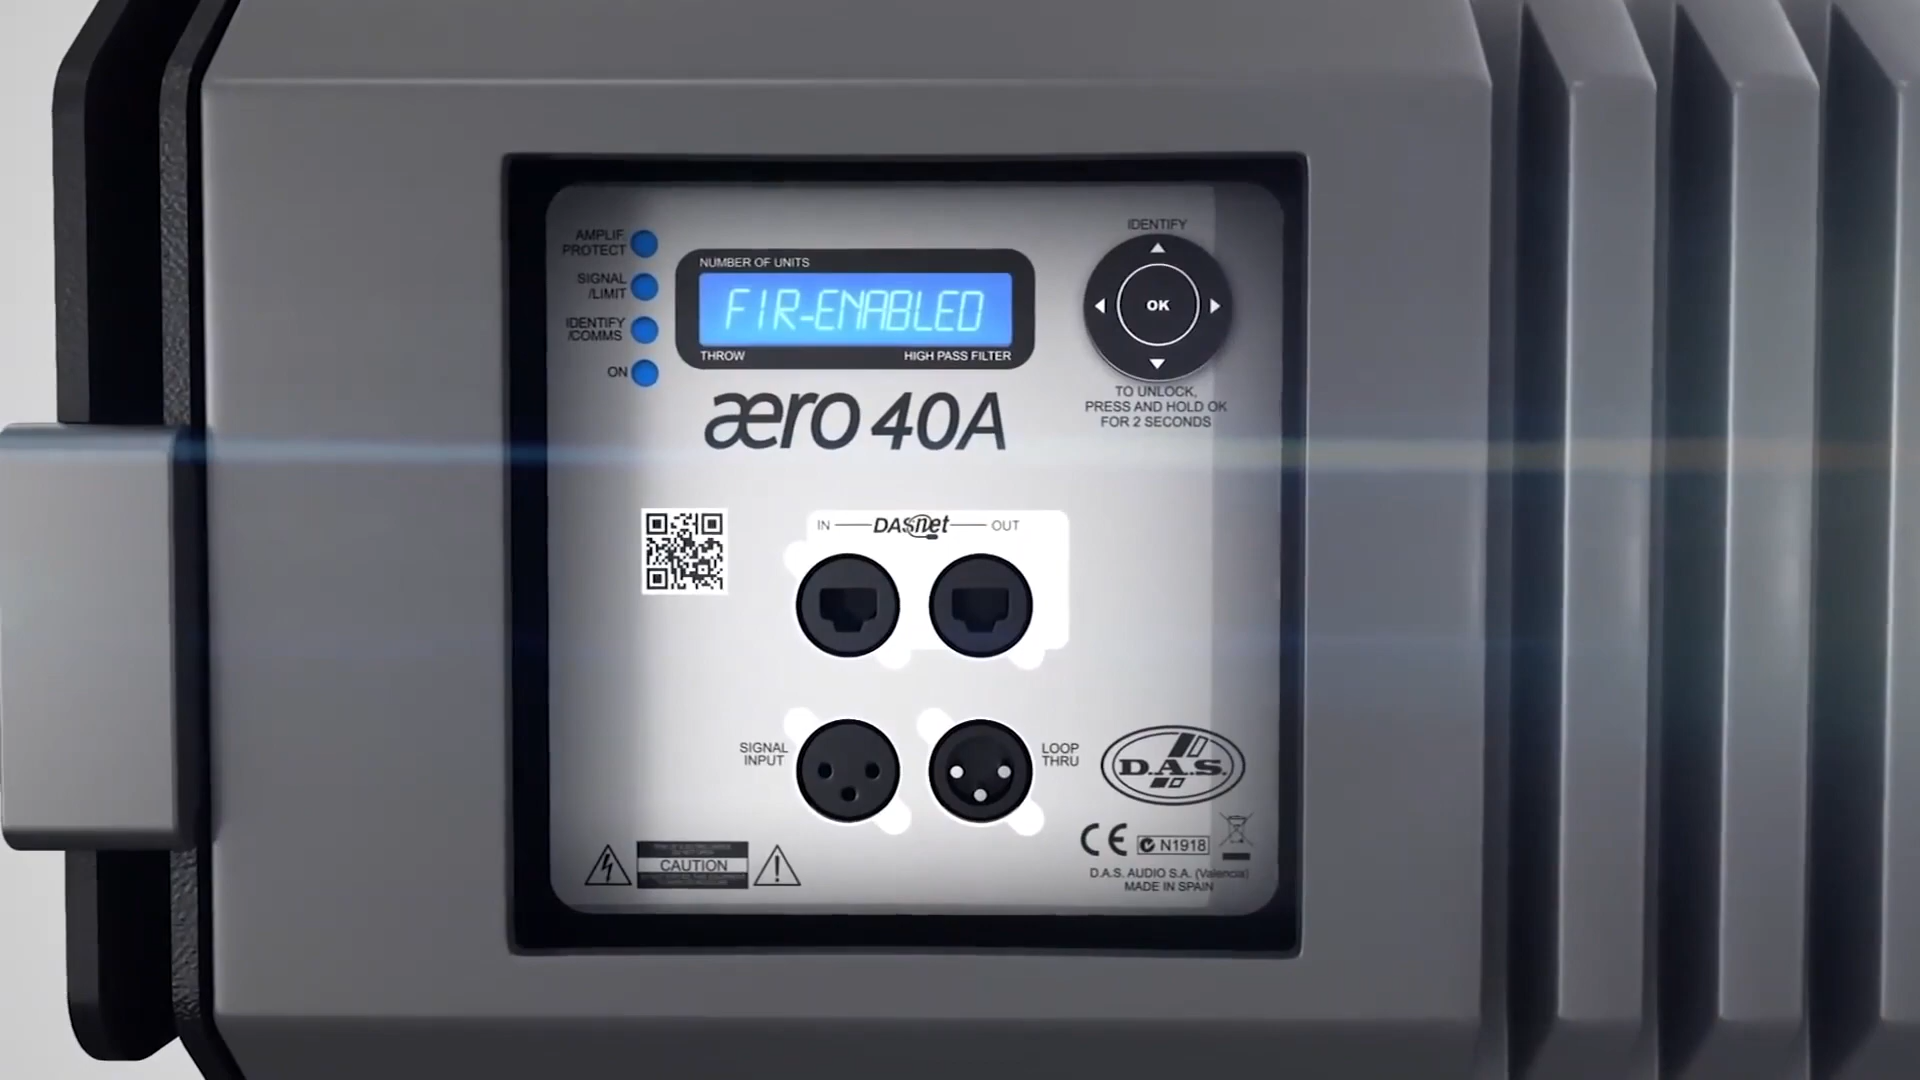 IDENTIFY
AMPLIF.
PROTECT
SIGNAL
/LIMIT
IDENTIFY
/COMMS
ON
NUMBER OF UNITS
FIR-ENABLED
THROW HIGH PASS FILTER
OK
TO UNLOCK,
PRESS AND HOLD OK
FOR 2 SECONDS
aero 40A
IN DASnet OUT
SIGNAL
INPUT
LOOP
THRU
D.A.S.
CAUTION
CE N1918
D.A.S. AUDIO S.A. (Valencia)
MADE IN SPAIN